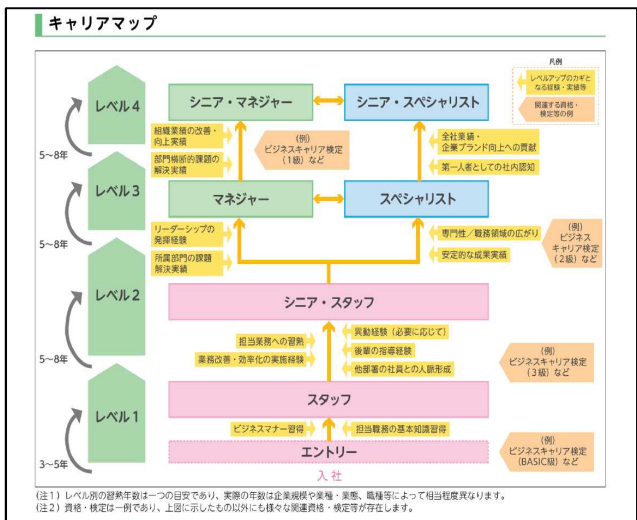 キャリアマップ
凡例
レベルアップのカギと
なる経験・実績等
関連する資格・
検定等の例
レベル4
シニア・マネジャー
シニア・スペシャリスト
5〜8年
組織業績の改善・
向上実績
部門横断的課題の
解決実績
(例)
ビジネスキャリア検定
(1級)など
全社業績・
企業ブランド向上への貢献
第一人者としての社内認知
レベル3
マネジャー
スペシャリスト
5〜8年
リーダーシップの
発揮経験
所属部門の課題
解決実績
専門性/職務領域の広がり
安定的な成果実績
(例)
ビジネス
キャリア検定
(2級)など
レベル2
シニア・スタッフ
5〜8年
担当業務への習熟
業務改善・効率化の実施経験
異動経験(必要に応じて)
後輩の指導経験
他部署の社員との人脈形成
(例)
ビジネスキャリア検定
(3級)など
レベル1
スタッフ
3〜5年
ビジネスマナー習得
担当職務の基本知識習得
エントリー
(例)
ビジネスキャリア検定
(BASIC級)など
入社
(注1)レベル別の習熟年数は一つの目安であり、実際の年数は企業規模や業種・業態、職種等によって相当程度異なります。
(注2)資格・検定は一例であり、上図に示したもの以外にも様々な関連資格・検定等が存在します。